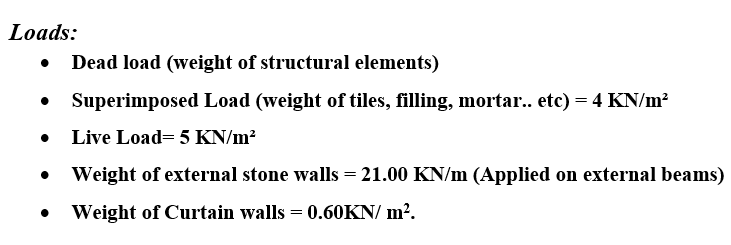 Loads:
• Dead load (weight of structural elements)
• Superimposed Load (weight of tiles, filling, mortar.. etc) = 4 KN/m²
• Live Load= 5 KN/m²
• Weight of external stone walls = 21.00 KN/m (Applied on external beams)
• Weight of Curtain walls = 0.60KN/ m².